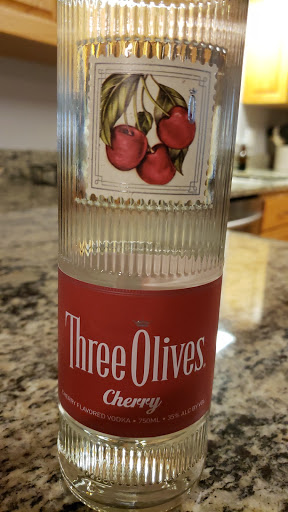 Three Olives.
Cherry
CHERRY FLAVORED VODKA • 750ML • 35% ALC BY VOL